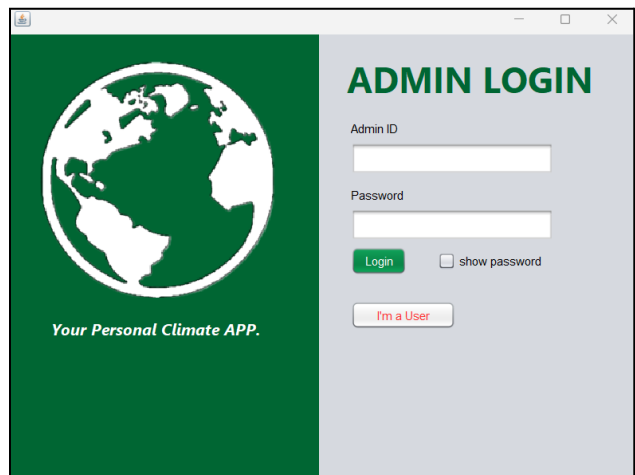 ADMIN LOGIN
Admin ID
Password
Login
show password
I'm a User
Your Personal Climate APP.